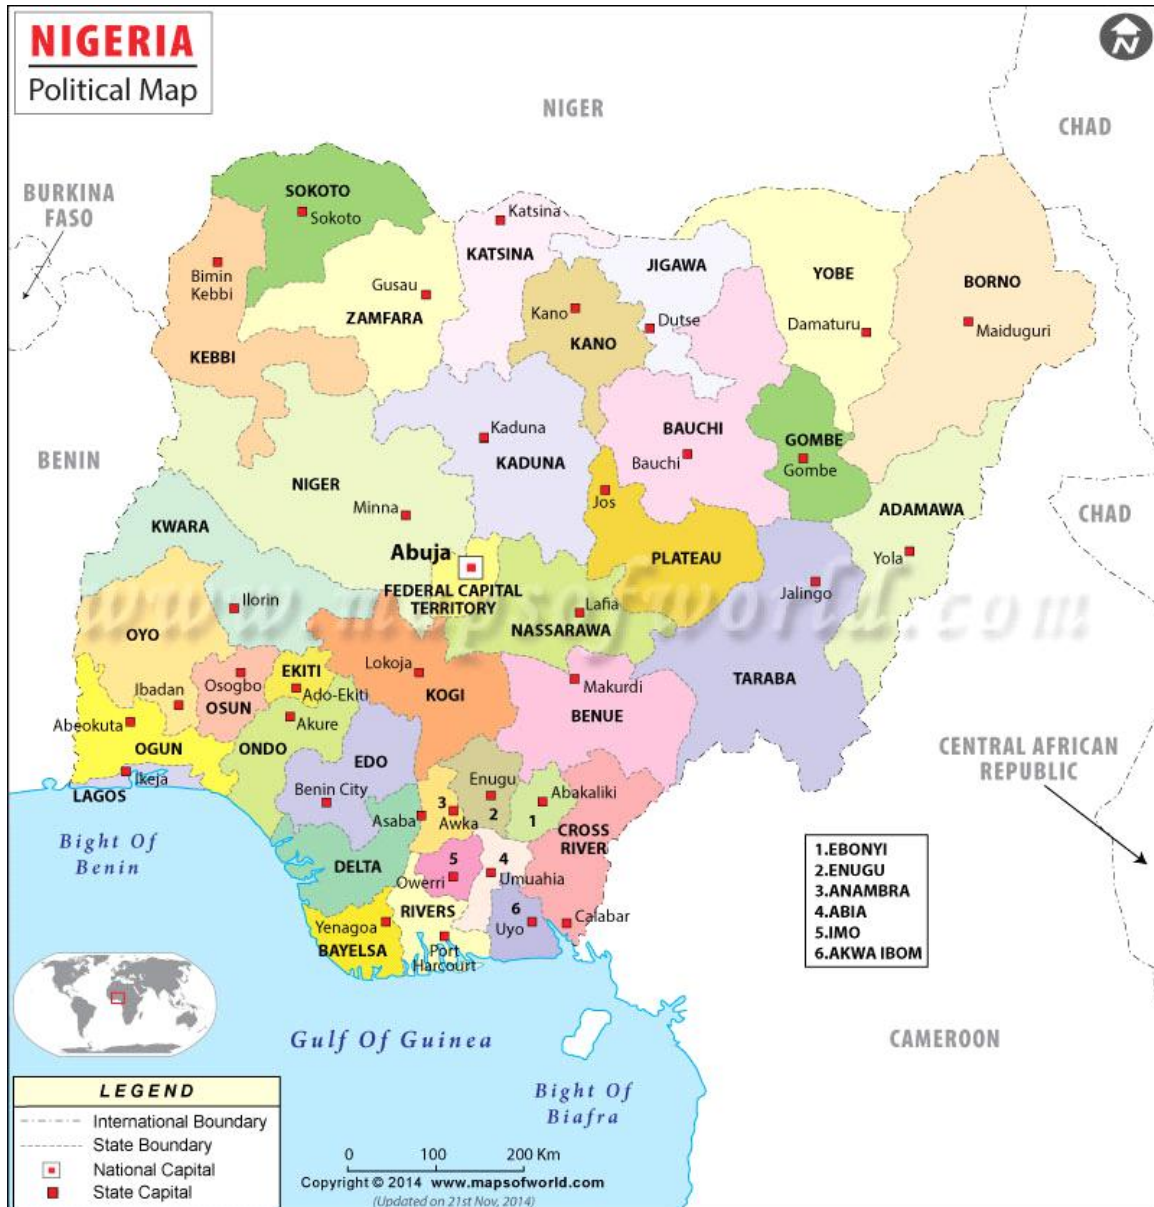 NIGERIA
Political Map
N
NIGER
CHAD
BURKINA
FASO
SOKOTO
Sokoto
Katsina
KATSINA
JIGAWA
YOBE
BORNO
Bimin
Kebbi
Gusau
ZAMFARA
Kano
KANO
Dutse
Damaturu
Maiduguri
KEBBI
BENIN
Kaduna
KADUNA
BAUCHI
Bauchi
GOMBE
Gombe
NIGER
Minna
Jos
ADAMAWA
CHAD
KWARA
Abuja
FEDERAL CAPITAL
TERRITORY
PLATEAU
Yola
Jalingo
www.mapsofworld.com
Ilorin
Lafia
NASSARAWA
OYO
EKITI
Ado-Ekiti
Lokoja
KOGI
Makurdi
BENUE
TARABA
Ibadan
Osogbo
OSUN
Abeokuta
Akure
OGUN
ONDO
EDO
CENTRAL AFRICAN
REPUBLIC
Ikeja
LAGOS
Benin City
Enugu
2
Abakaliki
1
3
Awka
Asaba
CROSS
RIVER
Bight Of
Benin
DELTA
5
Owerri
4
Umuahia
1.EBONYI
2.ENUGU
3.ANAMBRA
4.ABIA
5.IMO
6.AKWA IBOM
RIVERS
6
Uyo
Calabar
Yenagoa
BAYELSA
Port
Harcourt
Gulf Of Guinea
CAMEROON
Bight Of
Biafra
LEGEND
International Boundary
State Boundary
National Capital
State Capital
0 100 200 Km
Copyright © 2014 www.mapsofworld.com
(Updated on 21st Nov, 2014)